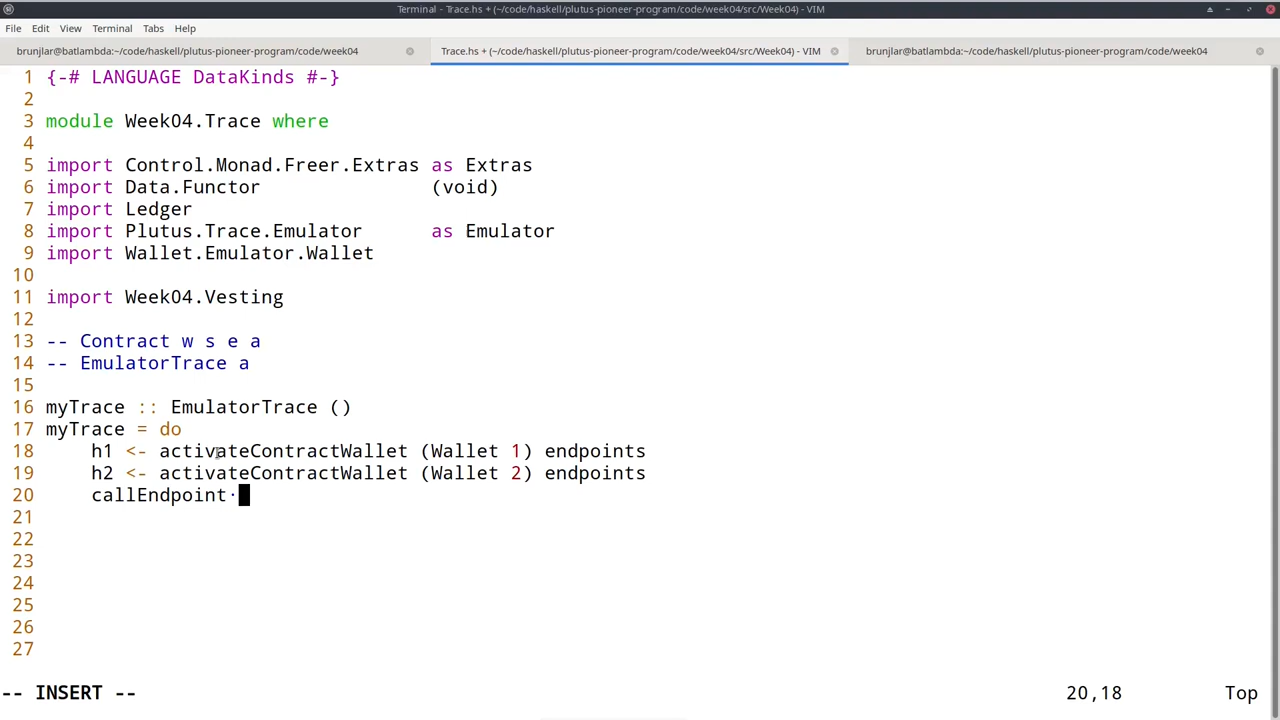 Terminal - Trace.hs + (~/code/haskell/plutus-pioneer-program/code/week04/src/Week04) - VIM
File Edit View Terminal Tabs Help
brunjlar@batlambda:~/code/haskell/plutus-pioneer-program/code/week04 Trace.hs + (~/code/haskell/plutus-pioneer-program/code/week04/src/Week04) - VIM brunjlar@batlambda:~/code/haskell/plutus-pioneer-program/code/week04
1 {-# LANGUAGE DataKinds #-}
2
3 module Week04.Trace where
4
5 import Control.Monad.Freer.Extras as Extras
6 import Data.Functor (void)
7 import Ledger
8 import Plutus.Trace.Emulator as Emulator
9 import Wallet.Emulator.Wallet
10
11 import Week04.Vesting
12
13 -- Contract w s e a
14 -- EmulatorTrace a
15
16 myTrace :: EmulatorTrace ()
17 myTrace = do
18 h1 <- activateContractWallet (Wallet 1) endpoints
19 h2 <- activateContractWallet (Wallet 2) endpoints
20 callEndpoint·
21
22
23
24
25
26
27
-- INSERT -- 20,18 Top